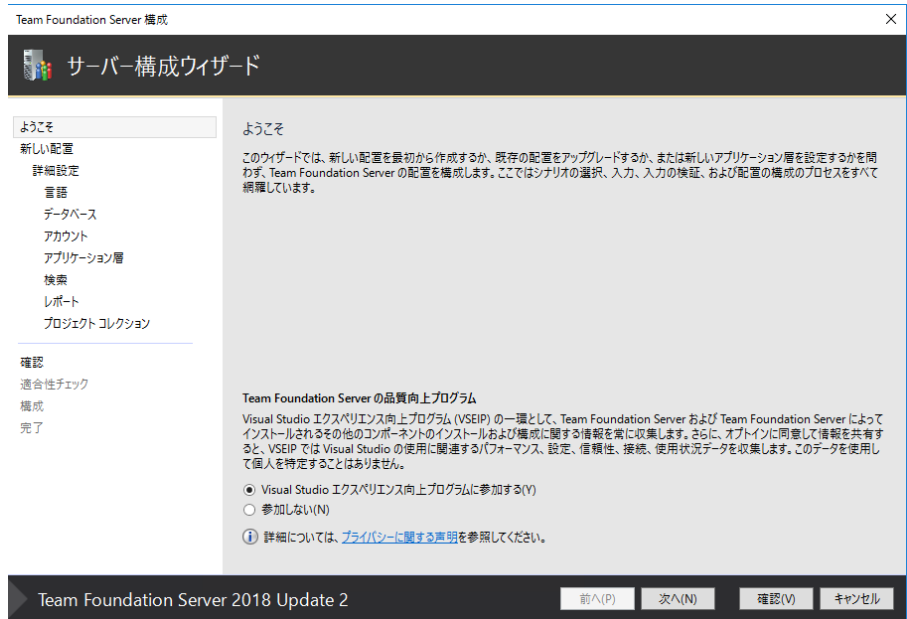 Team Foundation Server 構成
サーバー構成ウィザード
ようこそ
新しい配置
詳細設定
言語
データベース
アカウント
アプリケーション層
検索
レポート
プロジェクト コレクション
確認
適合性チェック
構成
完了
ようこそ
このウィザードでは、新しい配置を最初から作成するか、既存の配置をアップグレードするか、または新しいアプリケーション層を設定するかを問
わず、Team Foundation Server の配置を構成します。ここではシナリオの選択、入力、入力の検証、および配置の構成のプロセスをすべて
網羅しています。
Team Foundation Server の品質向上プログラム
Visual Studio エクスペリエンス向上プログラム (VSEIP) の一環として、Team Foundation Server および Team Foundation Server によって
インストールされるその他のコンポーネントのインストールおよび構成に関する情報を常に収集します。さらに、オプトインに同意して情報を共有す
ると、VSEIP では Visual Studio の使用に関連するパフォーマンス、設定、信頼性、接続、使用状況データを収集します。このデータを使用し
て個人を特定することはありません。
Visual Studio エクスペリエンス向上プログラムに参加する(Y)
参加しない(N)
詳細については、プライバシーに関する声明を参照してください。
Team Foundation Server 2018 Update 2
前へ(P)
次へ(N)
確認(V)
キャンセル